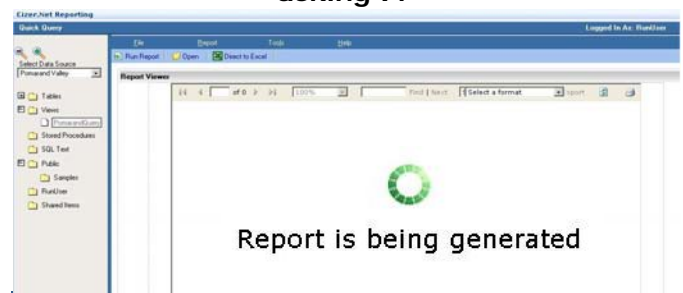 Cizer.Net Reporting
Quick Query
Logged In As: RunUser
File Report Tools Help
Select Data Source
Run Report Open Direct to Excel
Report Viewer
of 0 100% Find | Next Select a format
Tables
Views
Stored Procedures
SQL Text
Public
Samples
RunUser
Shared Items
Report is being generated